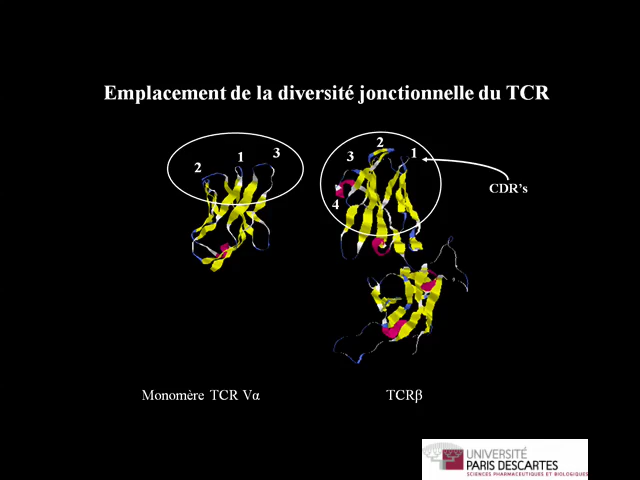 Emplacement de la diversité jonctionnelle du TCR
2 1 3
3 2 1
4
CDR's
Monomère TCR Vα
TCRβ
UNIVERSITÉ
PARIS DESCARTES
SCIENCES PHARMACEUTIQUES ET BIOLOGIQUES